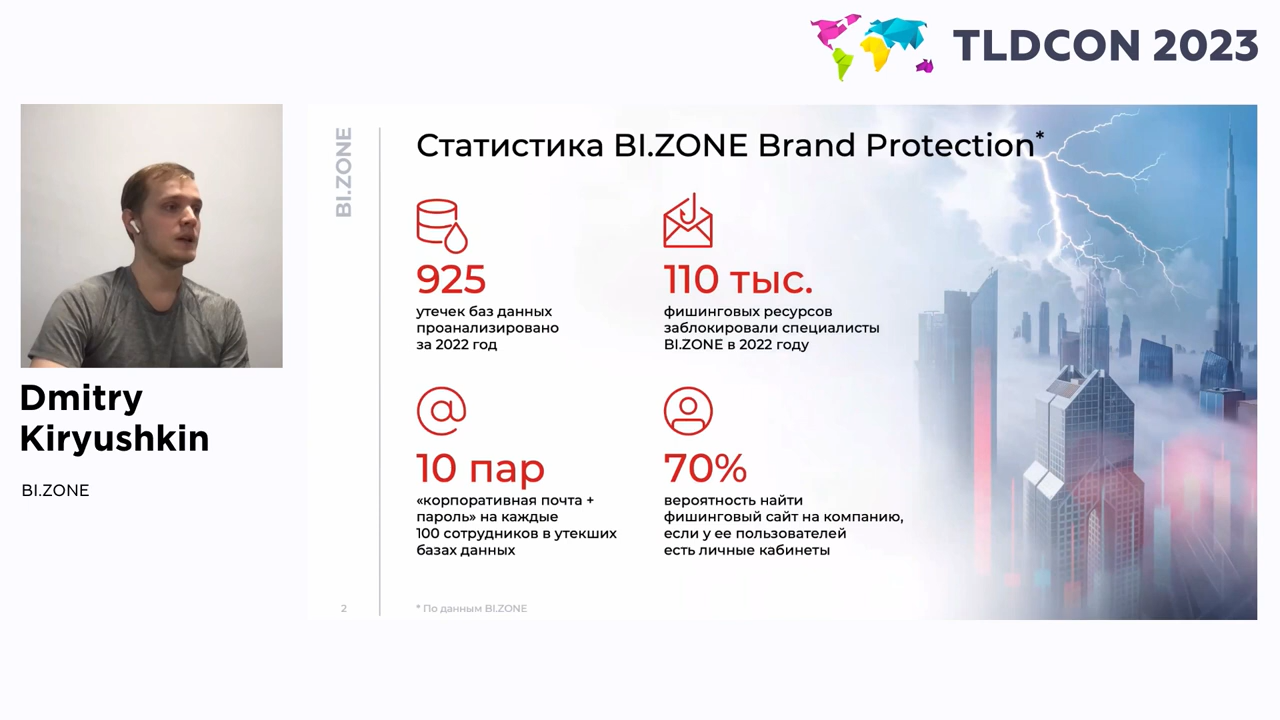 TLDCON 2023
BI.ZONE
Статистика BI.ZONE Brand Protection*
925
утечек баз данных
проанализировано
за 2022 год
110 тыс.
фишинговых ресурсов
заблокировали специалисты
BI.ZONE в 2022 году
10 пар
«корпоративная почта +
пароль» на каждые
100 сотрудников в утекших
базах данных
70%
вероятность найти
фишинговый сайт на компанию,
если у ее пользователей
есть личные кабинеты
2
* По данным BI.ZONE
Dmitry
Kiryushkin
BI.ZONE